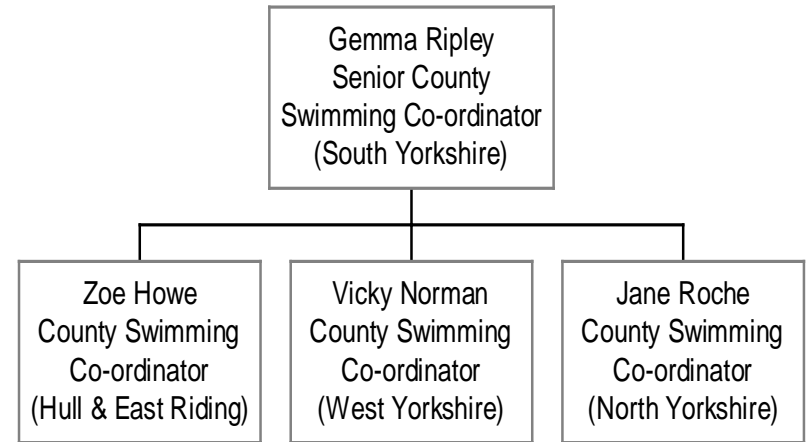 Gemma Ripley
Senior County
Swimming Co-ordinator
(South Yorkshire)
Zoe Howe
County Swimming
Co-ordinator
(Hull & East Riding)
Vicky Norman
County Swimming
Co-ordinator
(West Yorkshire)
Jane Roche
County Swimming
Co-ordinator
(North Yorkshire)